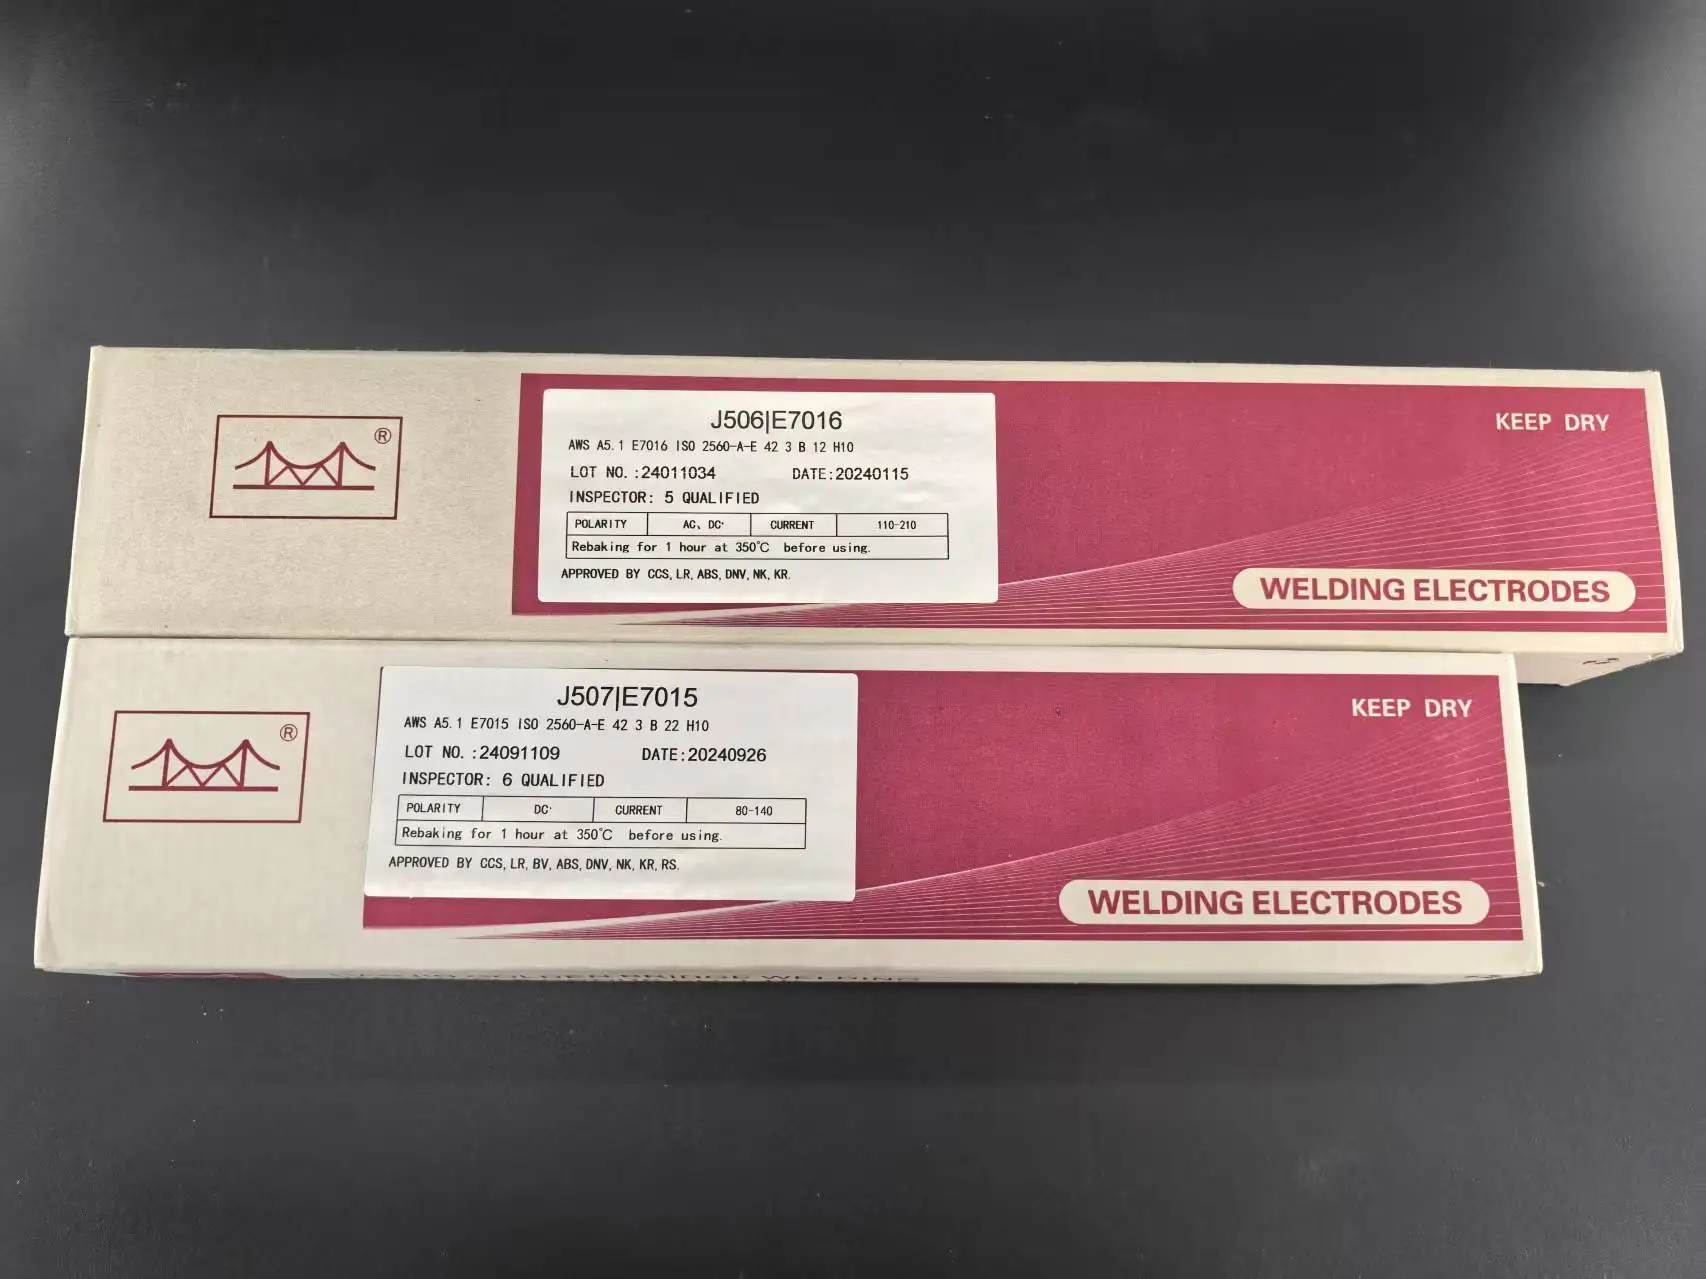 ®
KEEP DRY
J506|E7016
AWS A5.1 E7016 ISO 2560-A-E 42 3 B 12 H10
LOT NO. :24011034 DATE:20240115
INSPECTOR: 5 QUALIFIED
POLARITY AC、DC⁺ CURRENT 110-210
Rebaking for 1 hour at 350℃ before using.
APPROVED BY CCS, LR, ABS, DNV, NK, KR.
WELDING ELECTRODES
®
KEEP DRY
J507|E7015
AWS A5.1 E7015 ISO 2560-A-E 42 3 B 22 H10
LOT NO. :24091109 DATE:20240926
INSPECTOR: 6 QUALIFIED
POLARITY DC⁺ CURRENT 80-140
Rebaking for 1 hour at 350℃ before using.
APPROVED BY CCS, LR, BV, ABS, DNV, NK, KR, RS.
WELDING ELECTRODES
GOLDEN BRIDGE WELDING